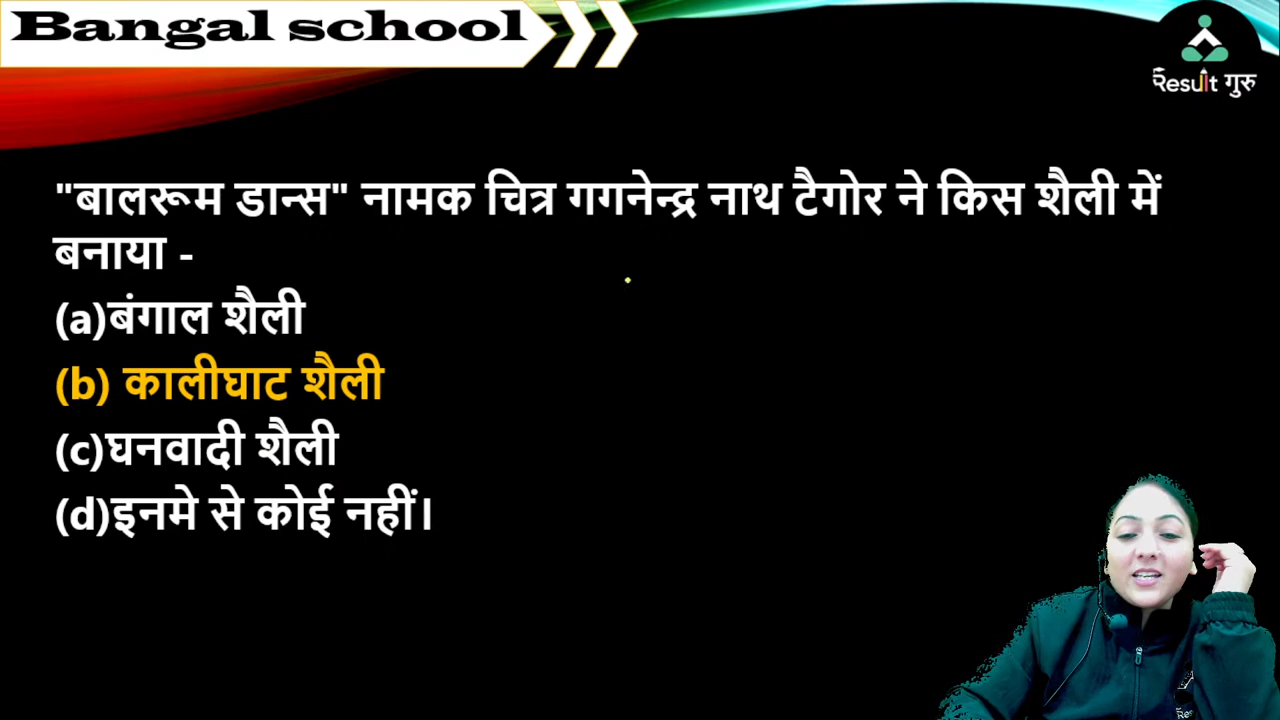 Bangal school
Result गुरु
"बालरूम डान्स" नामक चित्र गगनेन्द्र नाथ टैगोर ने किस शैली में
बनाया -
(a)बंगाल शैली
(b) कालीघाट शैली
(c)घनवादी शैली
(d)इनमे से कोई नहीं।